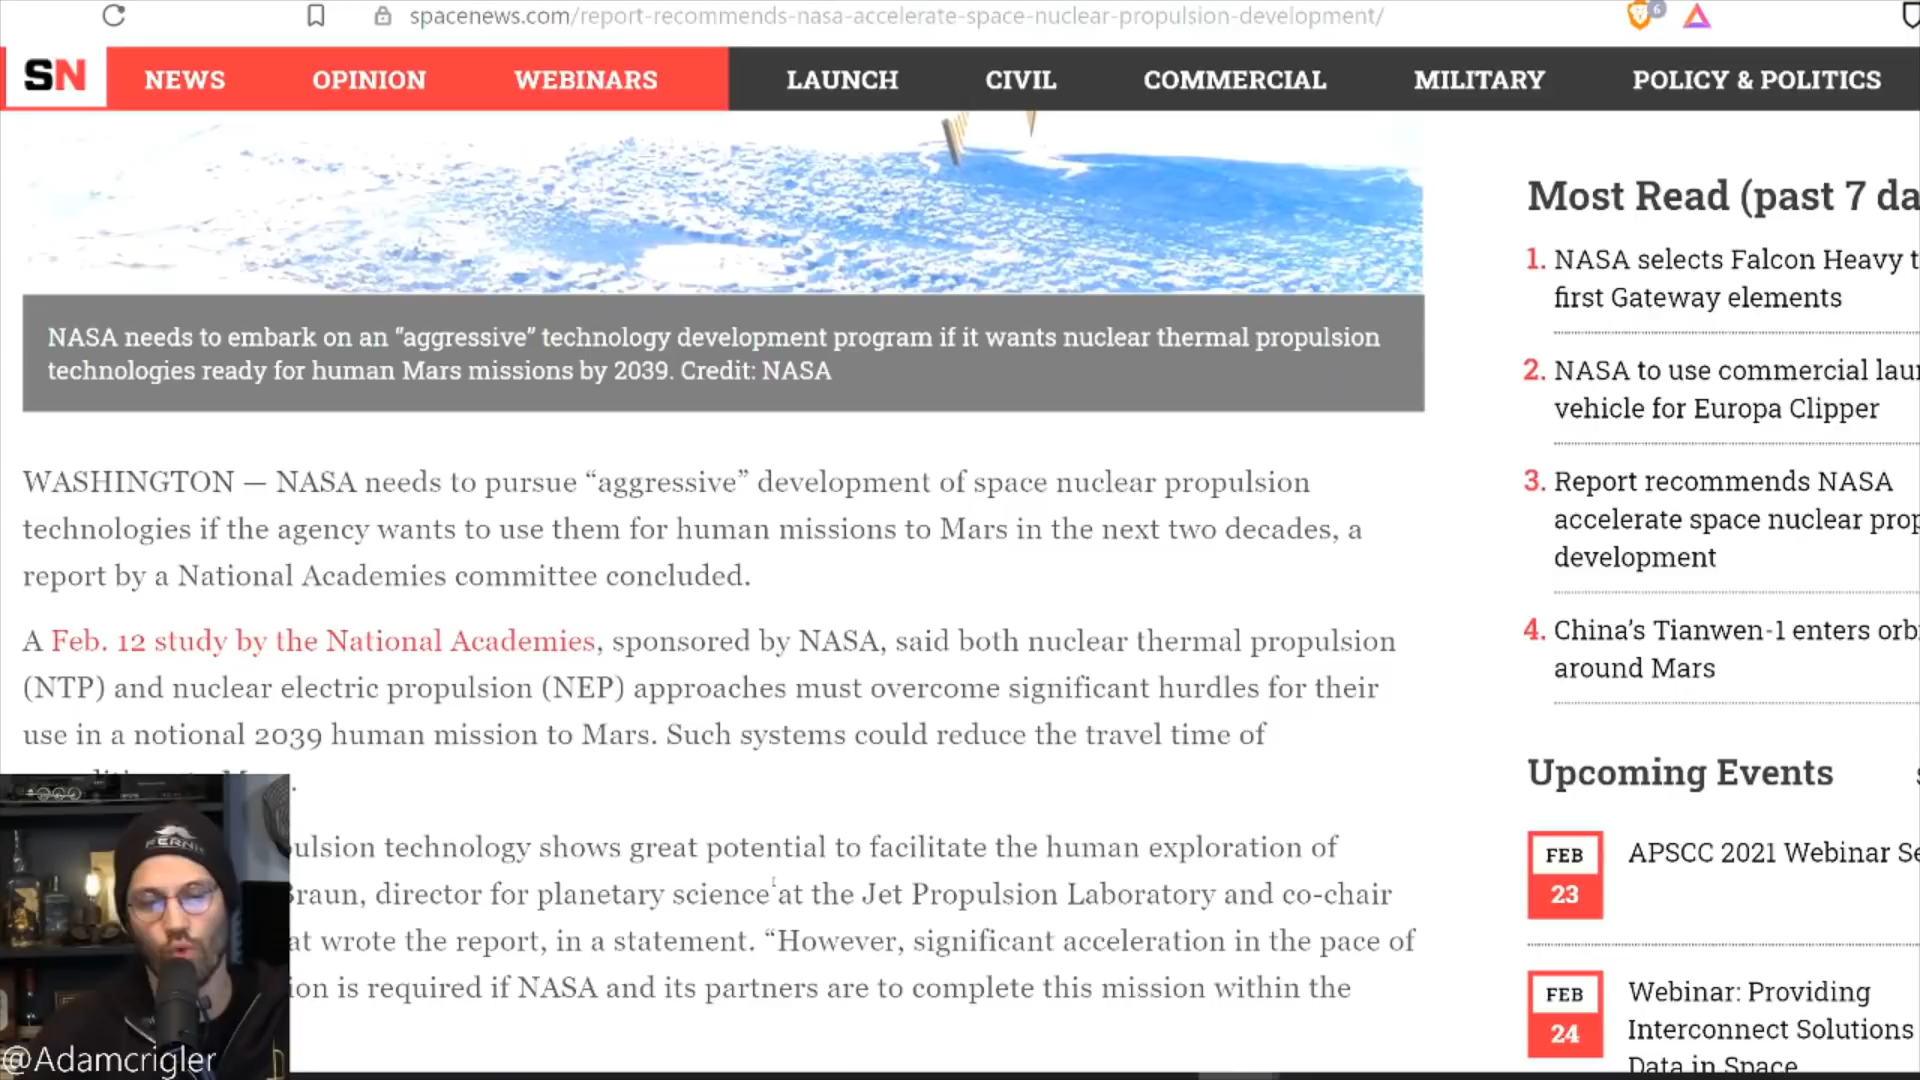 spacenews.com/report-recommends-nasa-accelerate-space-nuclear-propulsion-development/
6
SN
NEWS
OPINION
WEBINARS
LAUNCH
CIVIL
COMMERCIAL
MILITARY
POLICY & POLITICS
NASA needs to embark on an “aggressive” technology development program if it wants nuclear thermal propulsion
technologies ready for human Mars missions by 2039. Credit: NASA
WASHINGTON — NASA needs to pursue “aggressive” development of space nuclear propulsion
technologies if the agency wants to use them for human missions to Mars in the next two decades, a
report by a National Academies committee concluded.
A Feb. 12 study by the National Academies, sponsored by NASA, said both nuclear thermal propulsion
(NTP) and nuclear electric propulsion (NEP) approaches must overcome significant hurdles for their
use in a notional 2039 human mission to Mars. Such systems could reduce the travel time of
ulsion technology shows great potential to facilitate the human exploration of
Braun, director for planetary science at the Jet Propulsion Laboratory and co-chair
at wrote the report, in a statement. “However, significant acceleration in the pace of
ion is required if NASA and its partners are to complete this mission within the
@Adamcrigler
Most Read (past 7 da
1. NASA selects Falcon Heavy t
first Gateway elements
2. NASA to use commercial lau
vehicle for Europa Clipper
3. Report recommends NASA
accelerate space nuclear prop
development
4. China’s Tianwen-1 enters orb
around Mars
Upcoming Events
FEB
23
APSCC 2021 Webinar Se
FEB
24
Webinar: Providing
Interconnect Solutions
Data in Space